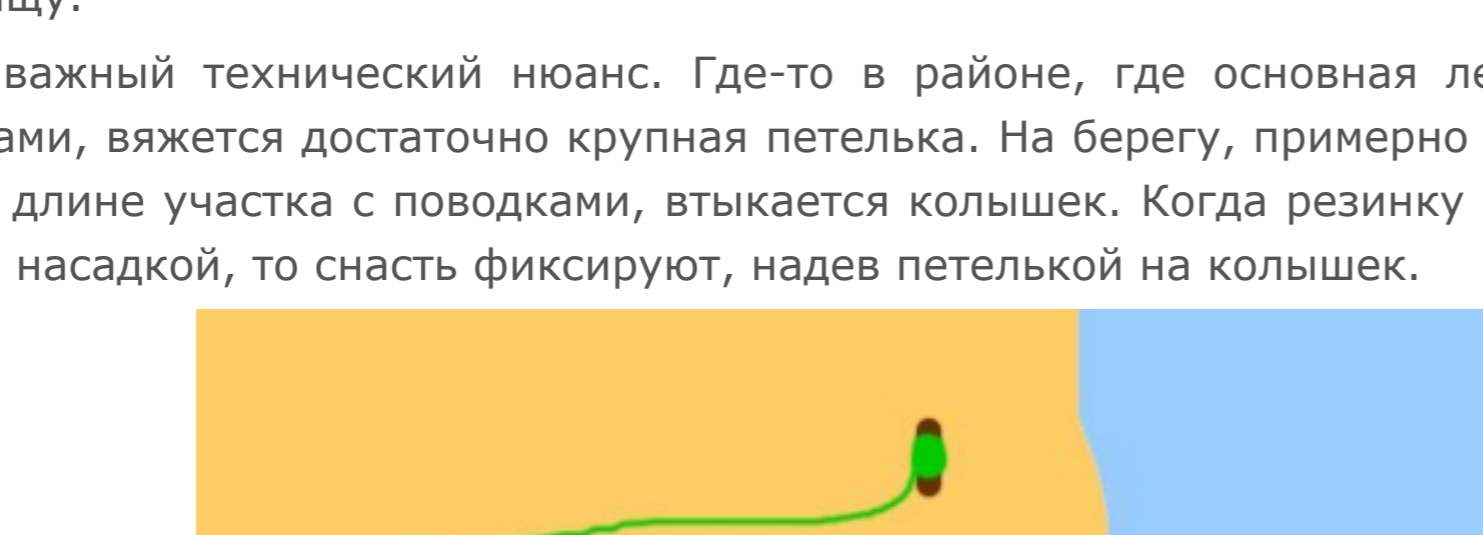 важный технический нюанс. Где-то в районе, где основная
вяжется достаточно крупная петелька. На берегу, примерно
длине участка с поводками, втыкается колышек. Когда резинку
насадкой, то снасть фиксируют, надев петелькой на колышек.